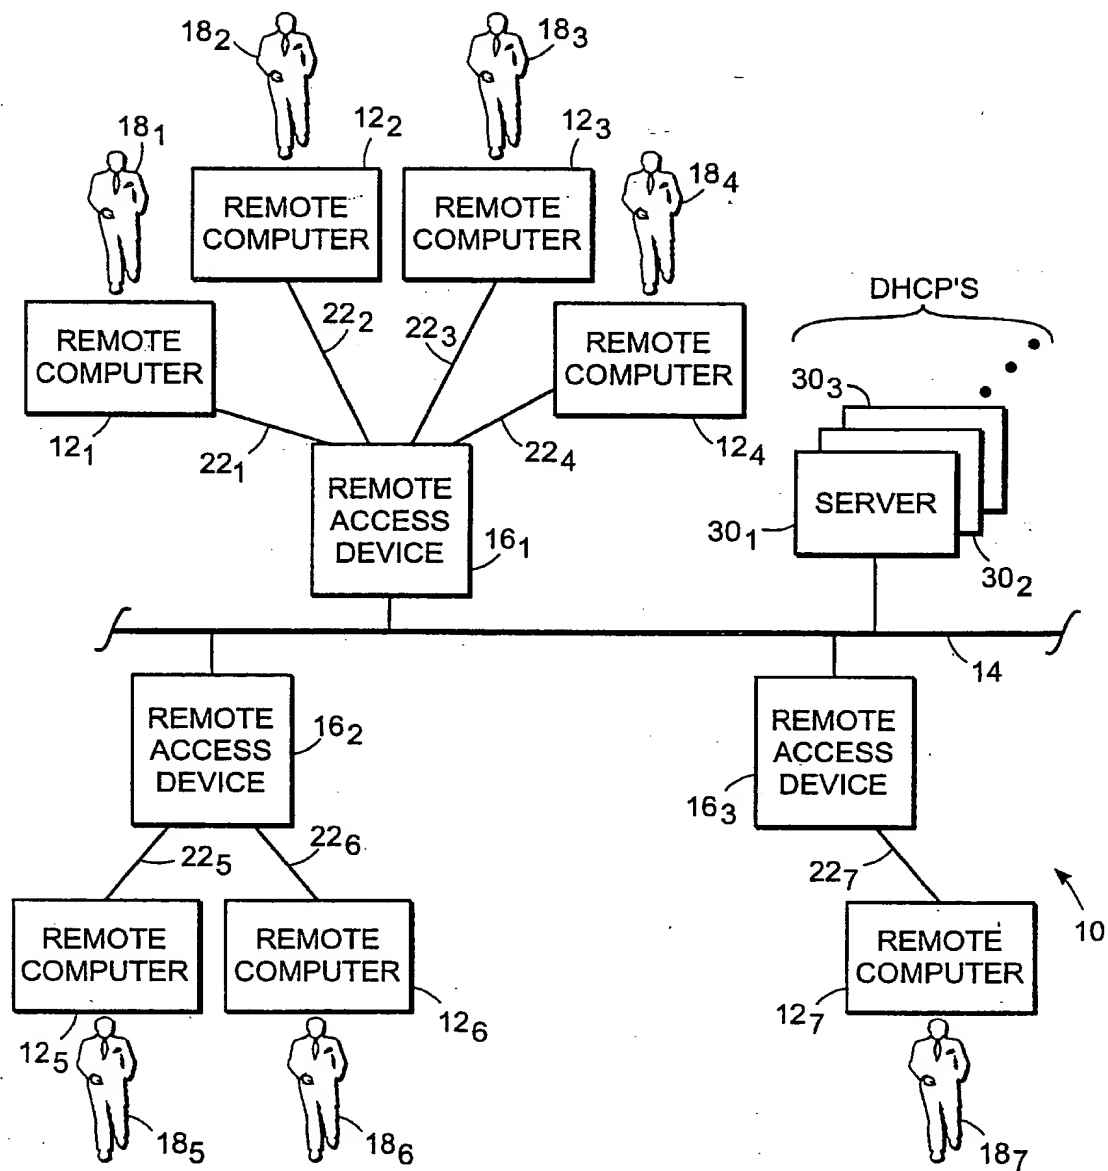 18₂
18₃
12₂
12₃
18₁
18₄
REMOTE
COMPUTER
REMOTE
COMPUTER
DHCP'S
22₂
22₃
REMOTE
COMPUTER
REMOTE
COMPUTER
30₃
12₁
22₁
22₄
12₄
REMOTE
ACCESS
DEVICE
SERVER
16₁
30₁
30₂
14
REMOTE
ACCESS
DEVICE
16₂
REMOTE
ACCESS
DEVICE
16₃
22₅
22₆
22₇
10
REMOTE
COMPUTER
REMOTE
COMPUTER
REMOTE
COMPUTER
12₅
12₆
12₇
18₅
18₆
18₇